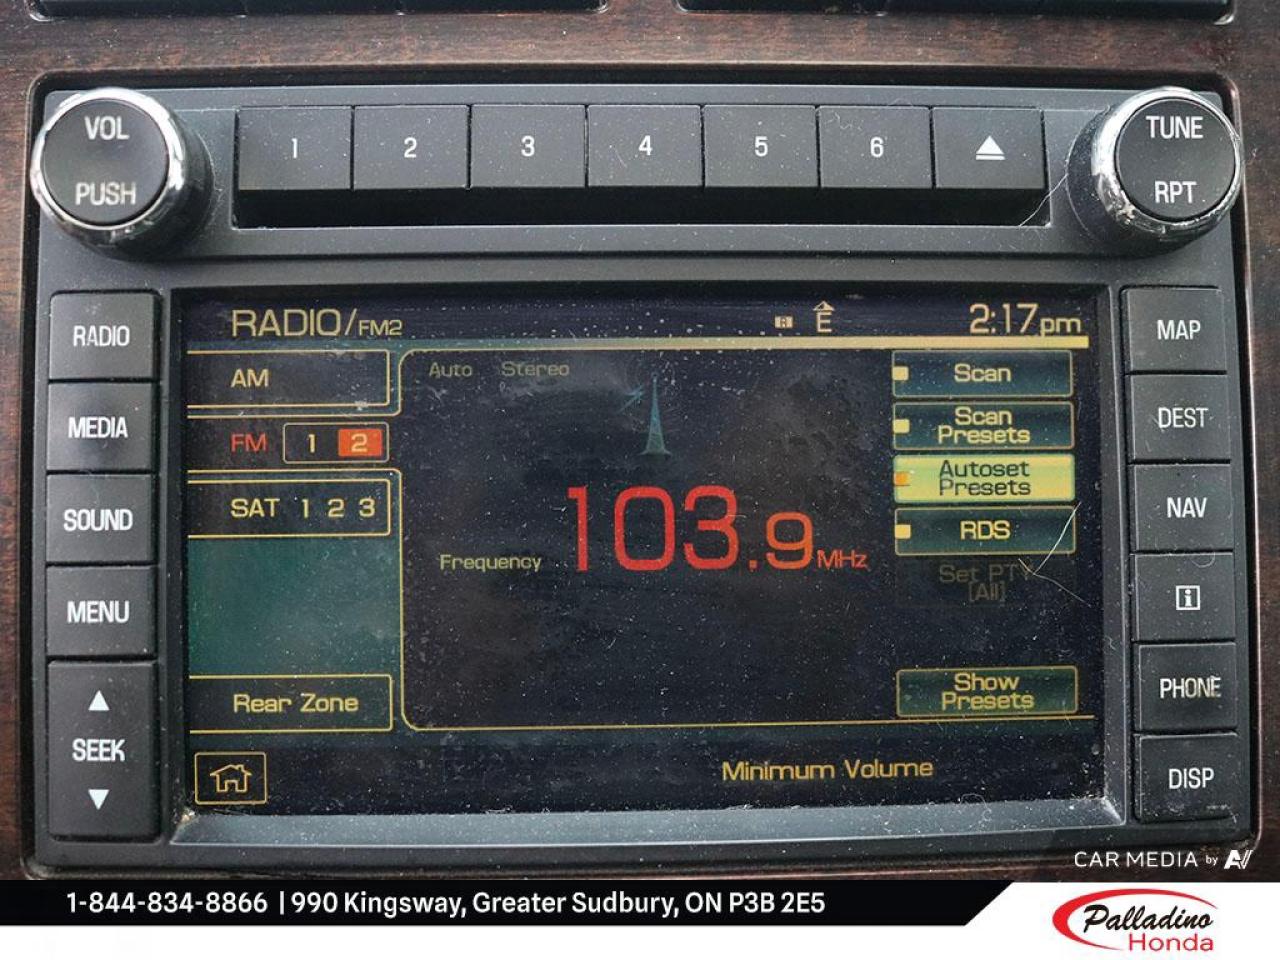 VOL
PUSH
1 2 3 4 5 6
TUNE
RPT
RADIO
MEDIA
SOUND
MENU
SEEK
RADIO/FM2
E
2:17pm
AM
FM 1 2
SAT 1 2 3
Rear Zone
Auto Stereo
Frequency 103.9MHz
Scan
Scan
Presets
Autoset
Presets
RDS
Set PTY
[All]
Show
Presets
Minimum Volume
MAP
DEST
NAV
i
PHONE
DISP
CAR MEDIA by AV
1-844-834-8866 | 990 Kingsway, Greater Sudbury, ON P3B 2E5
Palladino
Honda